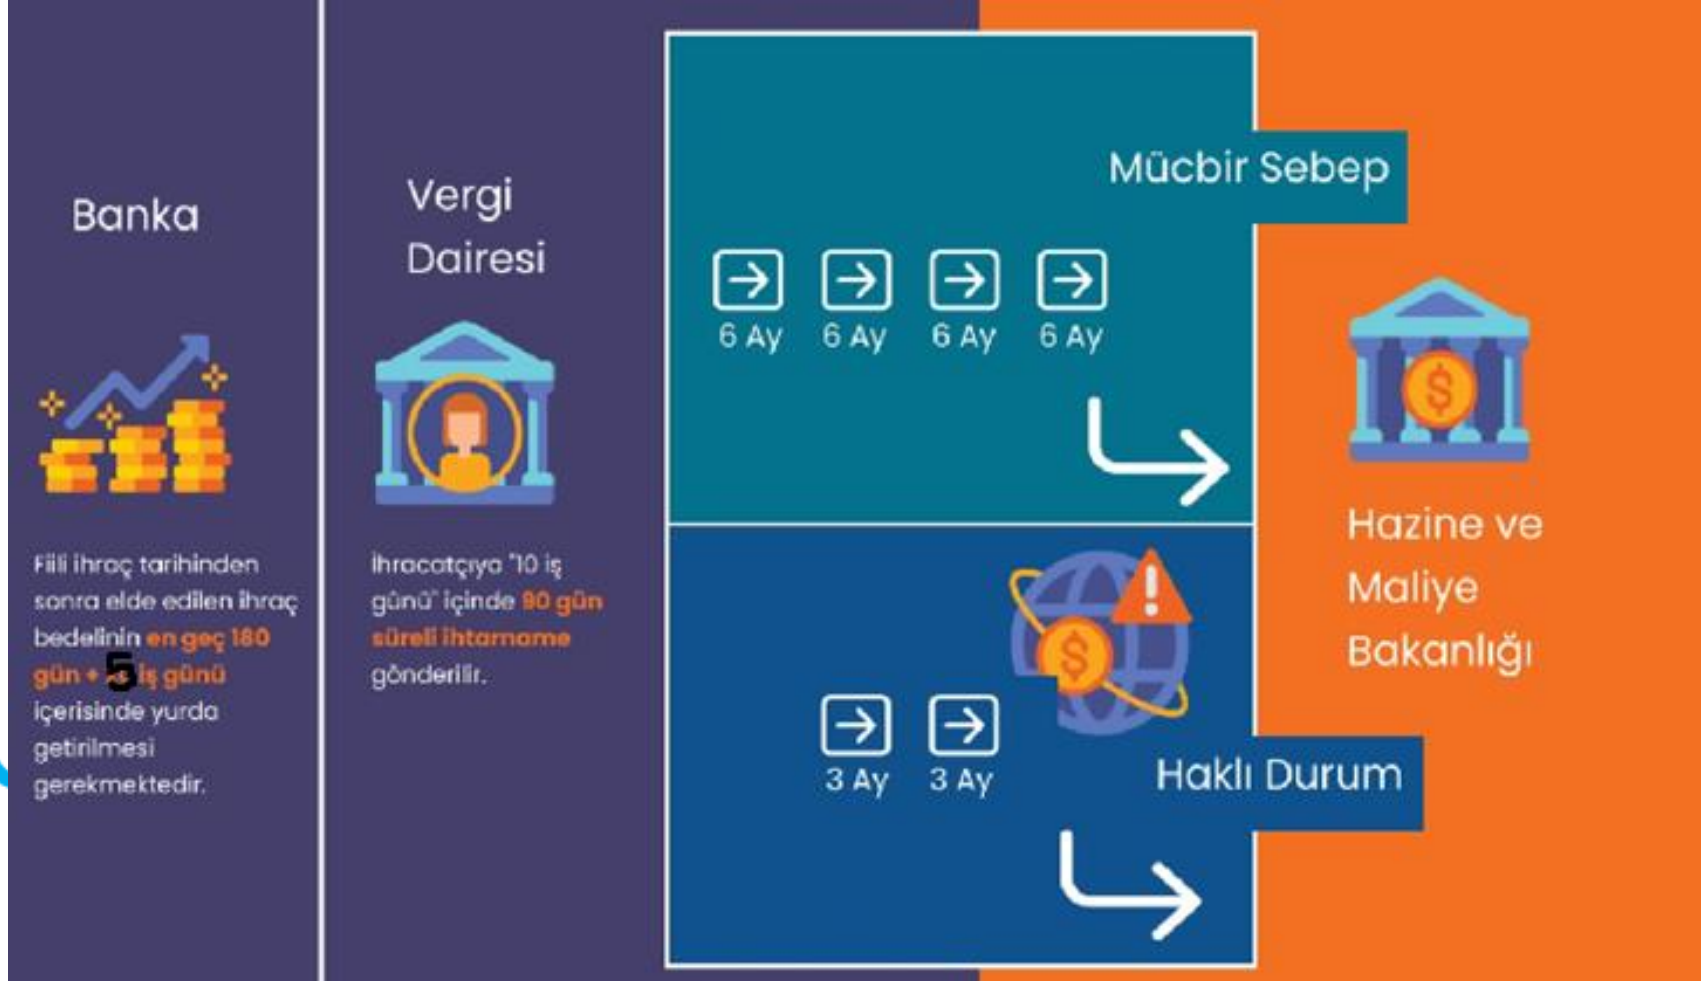 Banka
Fiili ihraç tarihinden
sonra elde edilen ihraç
bedelinin en geç 180
gün + 5 iş günü
içerisinde yurda
getirilmesi
gerekmektedir.
Vergi
Dairesi
İhracatçıya "10 iş
günü" içinde 90 gün
süreli ihtarname
gönderilir.
Mücbir Sebep
6 Ay 6 Ay 6 Ay 6 Ay
3 Ay 3 Ay
Haklı Durum
Hazine ve
Maliye
Bakanlığı